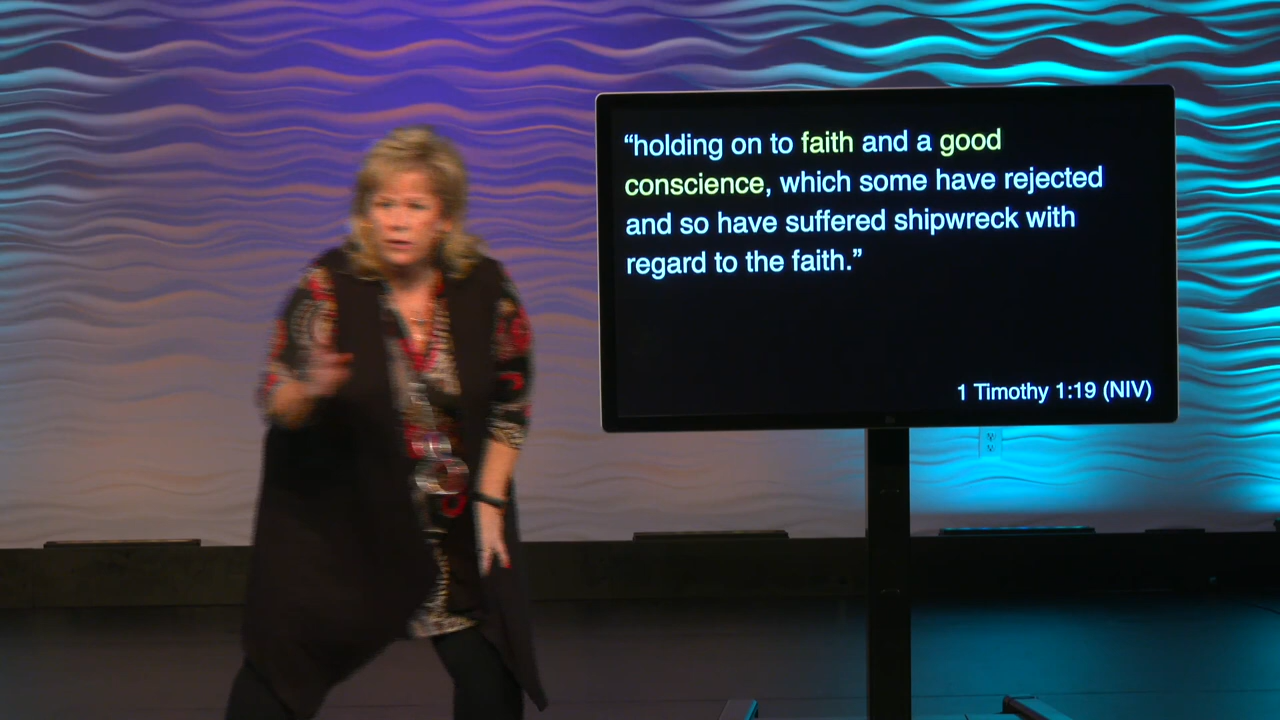 “holding on to faith and a good
conscience, which some have rejected
and so have suffered shipwreck with
regard to the faith.”
1 Timothy 1:19 (NIV)